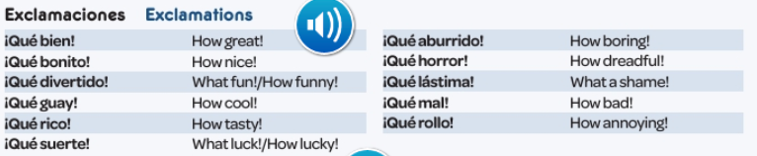 Exclamaciones Exclamations
¡Qué bien! How great!
¡Qué bonito! How nice!
¡Qué divertido! What fun!/How funny!
¡Qué guay! How cool!
¡Qué rico! How tasty!
¡Qué suerte! What luck!/How lucky!
¡Qué aburrido! How boring!
¡Qué horror! How dreadful!
¡Qué lástima! What a shame!
¡Qué mal! How bad!
¡Qué rollo! How annoying!